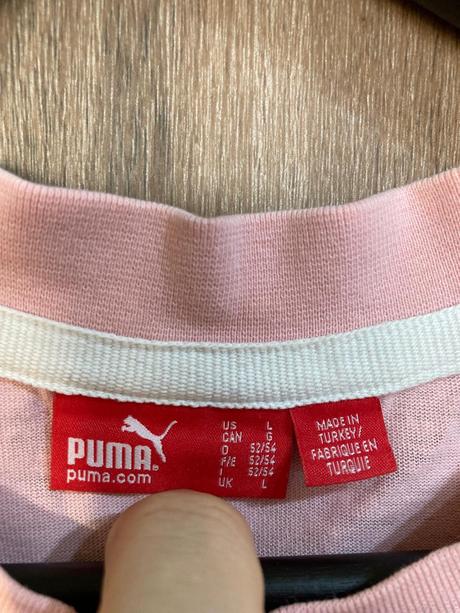 PUMA®
puma.com
US L
CAN G
D 52/54
F/E 52/54
I 52/54
UK L
MADE IN
TURKEY/
FABRIQUE EN
TURQUIE